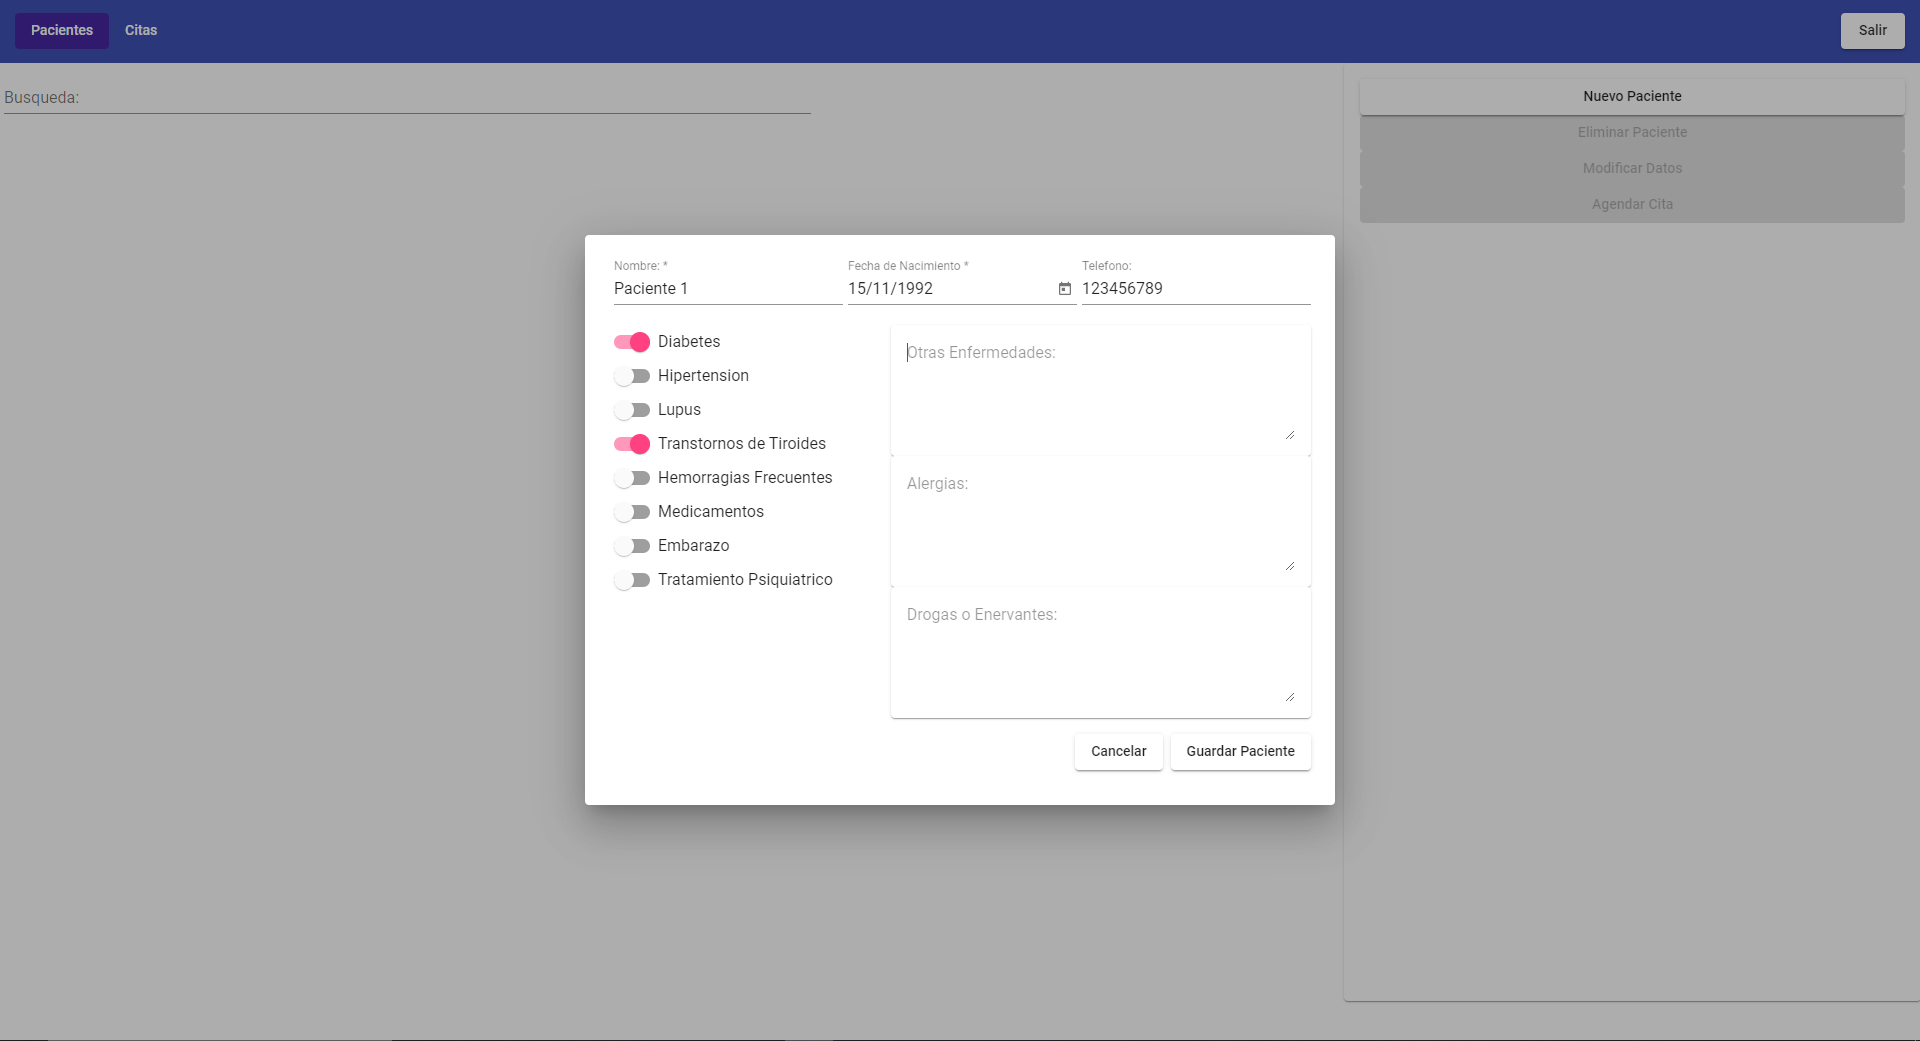 Pacientes Citas Salir
Busqueda:
Nuevo Paciente
Eliminar Paciente
Modificar Datos
Agendar Cita
Nombre: * Fecha de Nacimiento * Telefono:
Paciente 1 15/11/1992 123456789
Diabetes
Hipertension
Lupus
Transtornos de Tiroides
Hemorragias Frecuentes
Medicamentos
Embarazo
Tratamiento Psiquiatrico
Otras Enfermedades:
Alergias:
Drogas o Enervantes:
Cancelar Guardar Paciente